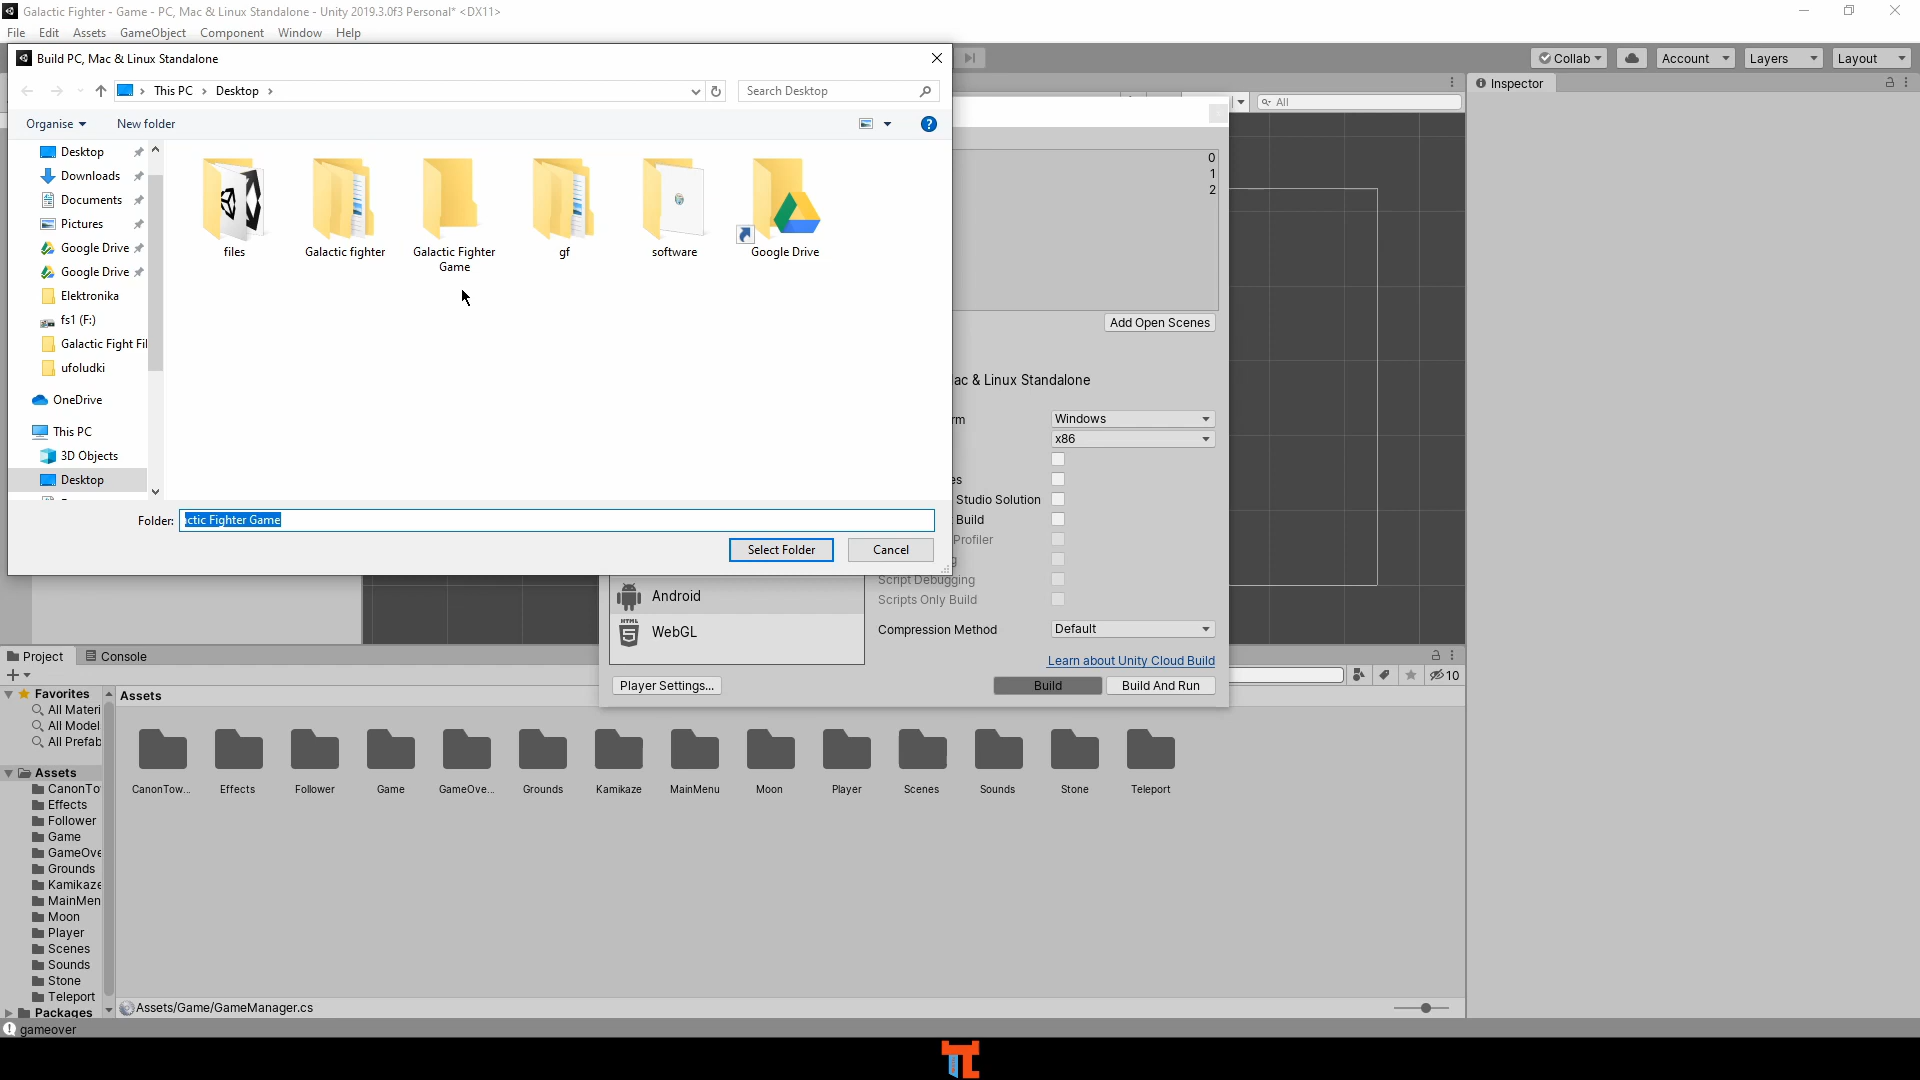 Galactic Fighter - Game - PC, Mac & Linux Standalone - Unity 2019.3.0f3 Personal* <DX11>
File Edit Assets GameObject Component Window Help
Build PC, Mac & Linux Standalone
Collab Account Layers Layout
This PC Desktop
Search Desktop
All
Inspector
Organise New folder
Desktop
Downloads
Documents
Pictures
Google Drive
Google Drive
Elektronika
fs1 (F:)
Galactic Fight Fil
ufoludki
OneDrive
This PC
3D Objects
Desktop
files
Galactic fighter
Galactic Fighter
Game
gf
software
Google Drive
0
1
2
Add Open Scenes
ac & Linux Standalone
rm Windows
x86
es
Studio Solution
Build
Profiler
g
Script Debugging
Scripts Only Build
Compression Method Default
Learn about Unity Cloud Build
Folder: ctic Fighter Game
Select Folder Cancel
Android
WebGL
Player Settings... Build Build And Run
Project Console
10
Favorites
All Materi
All Model
All Prefab
Assets
CanonTo
Effects
Follower
Game
GameOve
Grounds
Kamikaze
MainMen
Moon
Player
Scenes
Sounds
Stone
Teleport
Packages
Assets
CanonTow... Effects Follower Game GameOve... Grounds Kamikaze MainMenu Moon Player Scenes Sounds Stone Teleport
Assets/Game/GameManager.cs
gameover